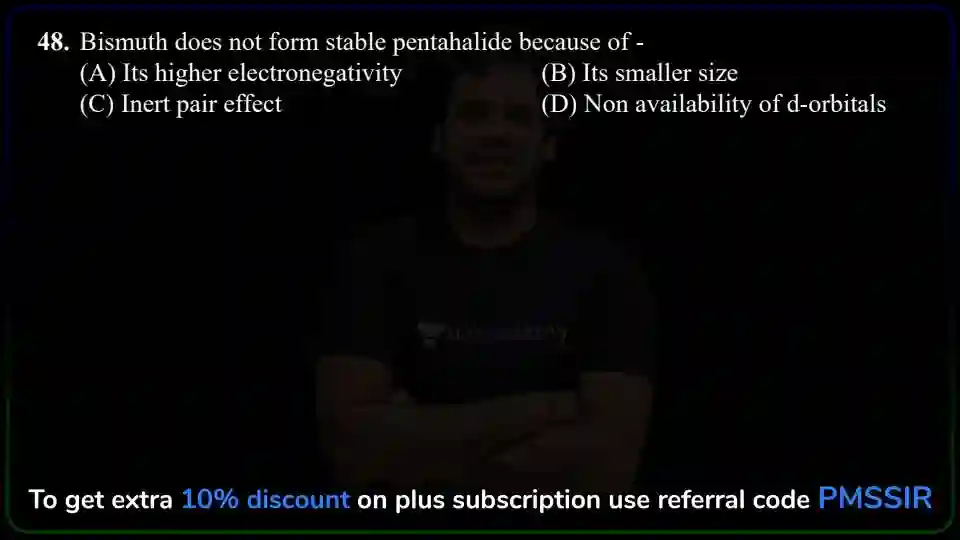 48. Bismuth does not form stable pentahalide because of -
(A) Its higher electronegativity (B) Its smaller size
(C) Inert pair effect (D) Non availability of d-orbitals
To get extra 10% discount on plus subscription use referral code PMSSIR